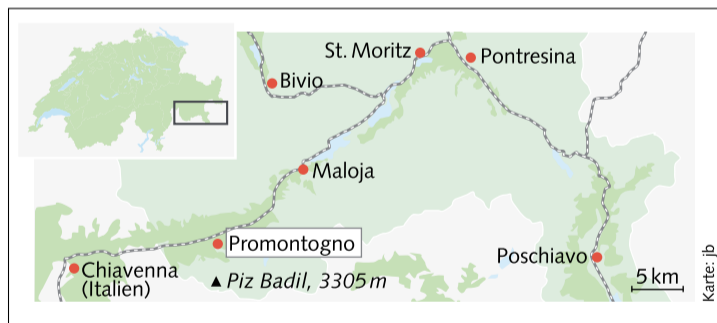 St. Moritz
Pontresina
Bivio
Maloja
Promontogno
Chiavenna
(Italien)
Piz Badil, 3305 m
Poschiavo
5 km
Karte: jb